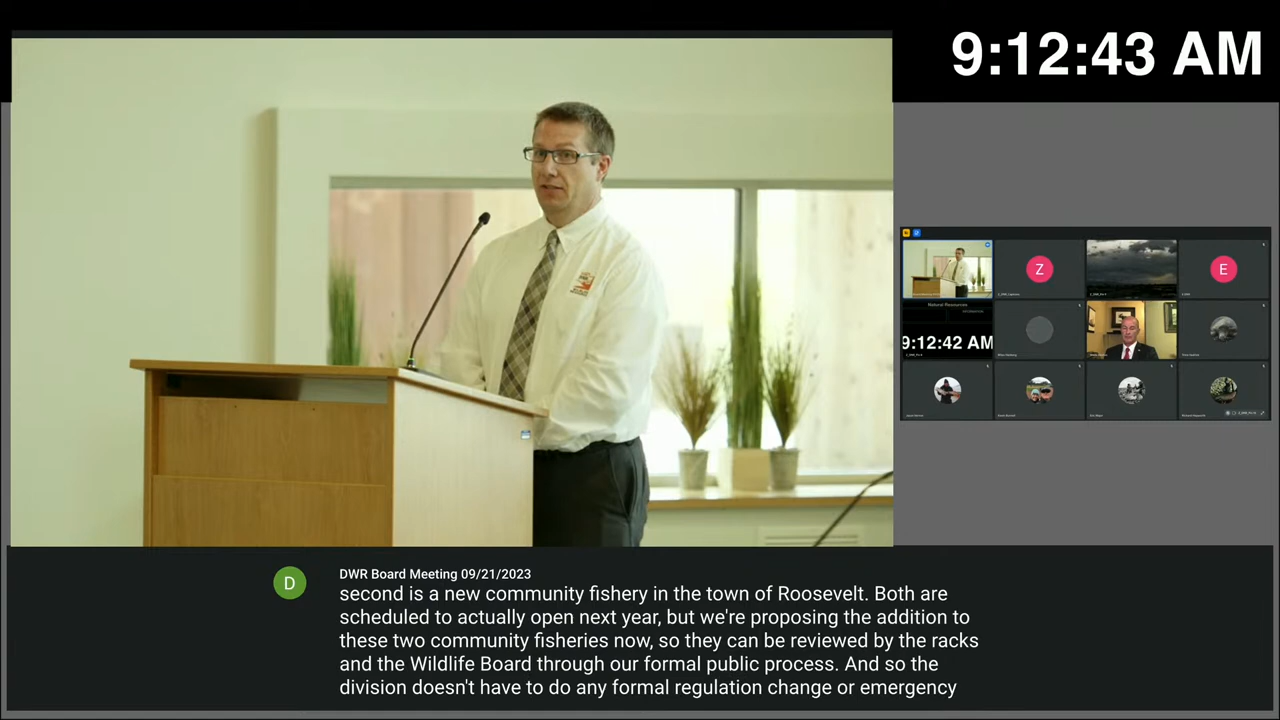 9:12:43 AM
Z
E
Natural Resources
INFORMATION
9:12:42 AM
D
DWR Board Meeting 09/21/2023
second is a new community fishery in the town of Roosevelt. Both are
scheduled to actually open next year, but we're proposing the addition to
these two community fisheries now, so they can be reviewed by the racks
and the Wildlife Board through our formal public process. And so the
division doesn't have to do any formal regulation change or emergency